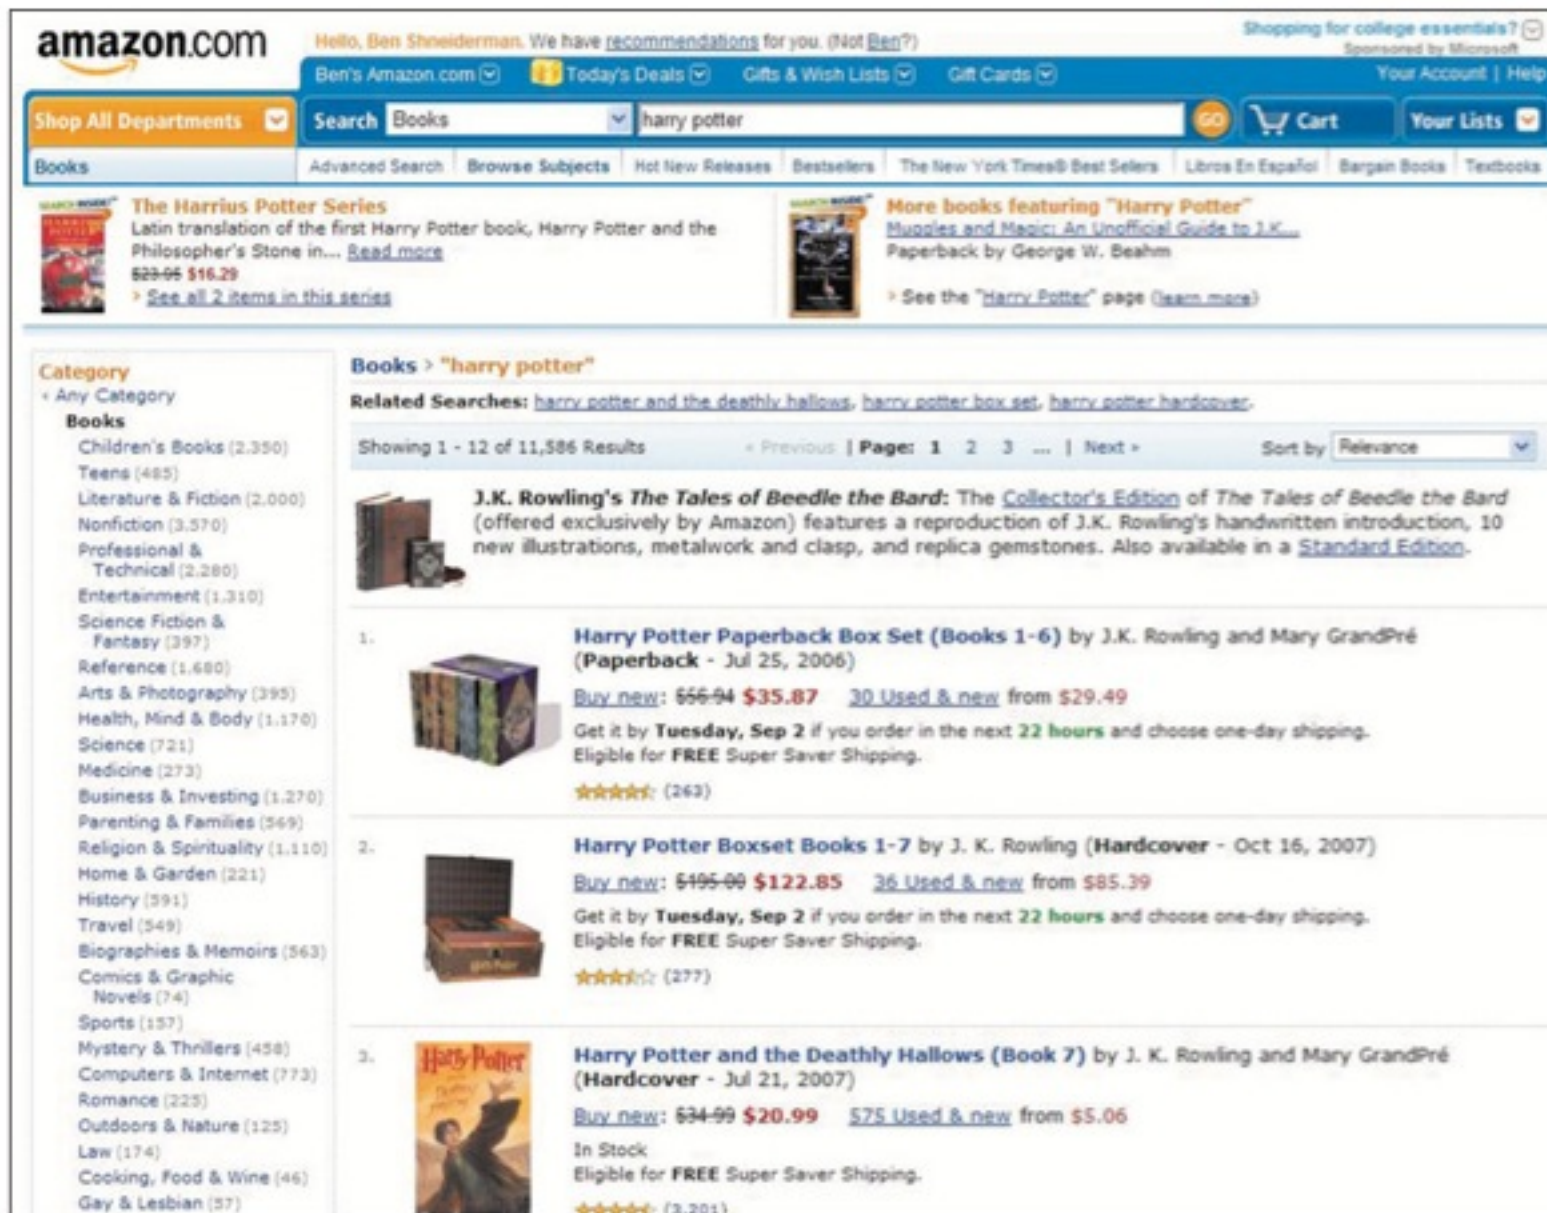 amazon.com
Hello, Ben Shneiderman. We have recommendations for you. (Not Ben?)
Shopping for college essentials?
Sponsored by Microsoft
Ben's Amazon.com Today's Deals Gifts & Wish Lists Gift Cards Your Account | Help
Shop All Departments Search Books harry potter GO Cart Your Lists
Books Advanced Search Browse Subjects Hot New Releases Bestsellers The New York Times® Best Sellers Libros En Español Bargain Books Textbooks
The Harrius Potter Series
Latin translation of the first Harry Potter book, Harry Potter and the
Philosopher's Stone in... Read more
$23.95 $16.29
> See all 2 items in this series
More books featuring "Harry Potter"
Muggles and Magic: An Unofficial Guide to J.K...
Paperback by George W. Beahm
> See the "Harry Potter" page (learn more)
Category
‹ Any Category
Books
Children's Books (2,350)
Teens (485)
Literature & Fiction (2,000)
Nonfiction (3,570)
Professional &
Technical (2,280)
Entertainment (1,310)
Science Fiction &
Fantasy (397)
Reference (1,680)
Arts & Photography (395)
Health, Mind & Body (1,170)
Science (721)
Medicine (273)
Business & Investing (1,270)
Parenting & Families (569)
Religion & Spirituality (1,110)
Home & Garden (221)
History (591)
Travel (549)
Biographies & Memoirs (563)
Comics & Graphic
Novels (74)
Sports (157)
Mystery & Thrillers (458)
Computers & Internet (773)
Romance (225)
Outdoors & Nature (125)
Law (174)
Cooking, Food & Wine (46)
Gay & Lesbian (57)
Books > "harry potter"
Related Searches: harry potter and the deathly hallows, harry potter box set, harry potter hardcover.
Showing 1 - 12 of 11,586 Results « Previous | Page: 1 2 3 ... | Next » Sort by Relevance
J.K. Rowling's The Tales of Beedle the Bard: The Collector's Edition of The Tales of Beedle the Bard
(offered exclusively by Amazon) features a reproduction of J.K. Rowling's handwritten introduction, 10
new illustrations, metalwork and clasp, and replica gemstones. Also available in a Standard Edition.
1. Harry Potter Paperback Box Set (Books 1-6) by J.K. Rowling and Mary GrandPré
(Paperback - Jul 25, 2006)
Buy new: $35.87 30 Used & new from $29.49
Get it by Tuesday, Sep 2 if you order in the next 22 hours and choose one-day shipping.
Eligible for FREE Super Saver Shipping.
(263)
2. Harry Potter Boxset Books 1-7 by J. K. Rowling (Hardcover - Oct 16, 2007)
Buy new: $195.00 $122.85 36 Used & new from $85.39
Get it by Tuesday, Sep 2 if you order in the next 22 hours and choose one-day shipping.
Eligible for FREE Super Saver Shipping.
(277)
3. Harry Potter and the Deathly Hallows (Book 7) by J. K. Rowling and Mary GrandPré
(Hardcover - Jul 21, 2007)
Buy new: $34.99 $20.99 575 Used & new from $5.06
In Stock
Eligible for FREE Super Saver Shipping.
(3,201)
Harry Potter